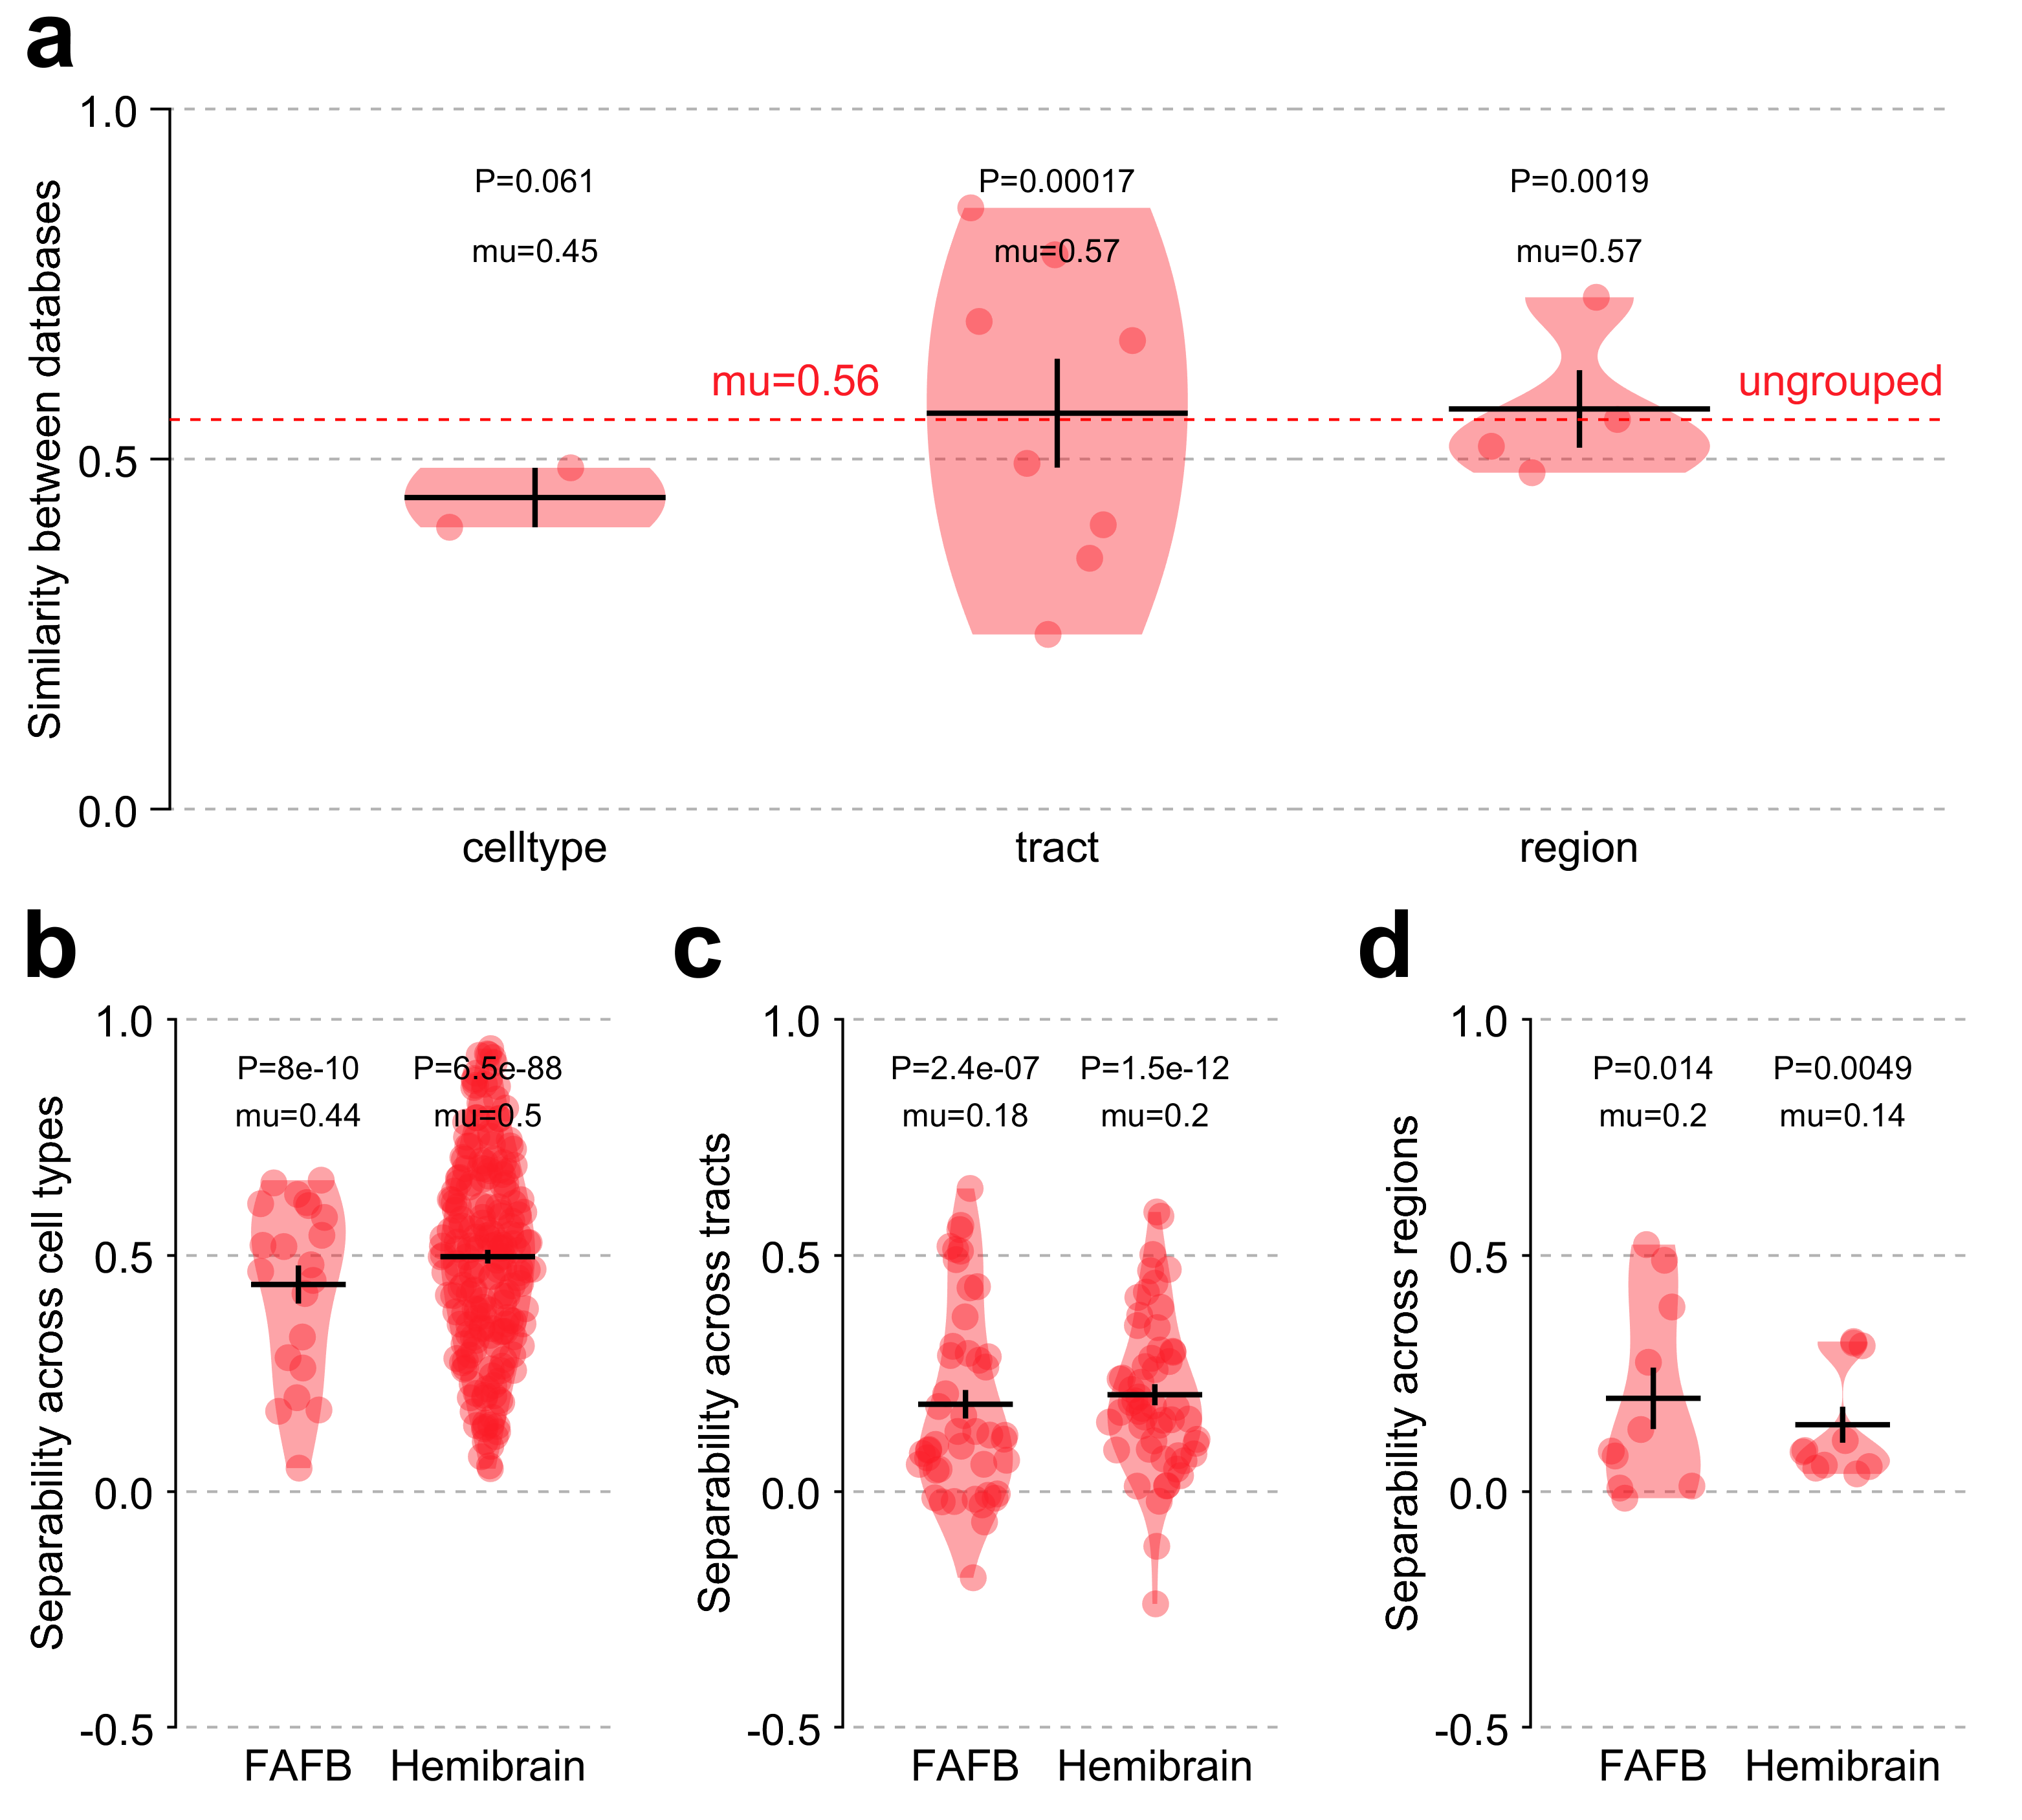 a
Similarity between databases
1.0
0.5
0.0
P=0.061
mu=0.45
P=0.00017
mu=0.57
P=0.0019
mu=0.57
mu=0.56
ungrouped
celltype
tract
region
b
Separability across cell types
1.0
0.5
0.0
-0.5
P=8e-10
mu=0.44
P=6.5e-88
mu=0.5
FAFB
Hemibrain
c
Separability across tracts
1.0
0.5
0.0
-0.5
P=2.4e-07
mu=0.18
P=1.5e-12
mu=0.2
FAFB
Hemibrain
d
Separability across regions
1.0
0.5
0.0
-0.5
P=0.014
mu=0.2
P=0.0049
mu=0.14
FAFB
Hemibrain